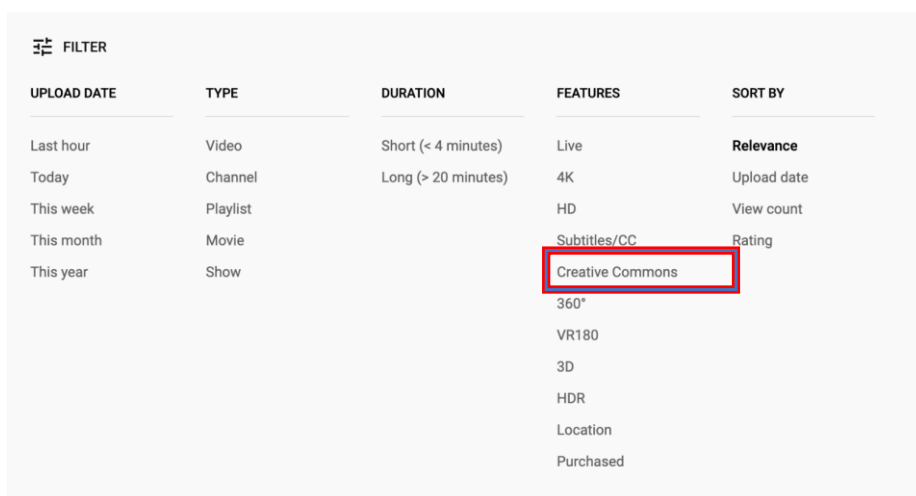 FILTER
UPLOAD DATE TYPE DURATION FEATURES SORT BY
Last hour Video Short (< 4 minutes) Live Relevance
Today Channel Long (> 20 minutes) 4K Upload date
This week Playlist HD View count
This month Movie Subtitles/CC Rating
This year Show Creative Commons
360°
VR180
3D
HDR
Location
Purchased